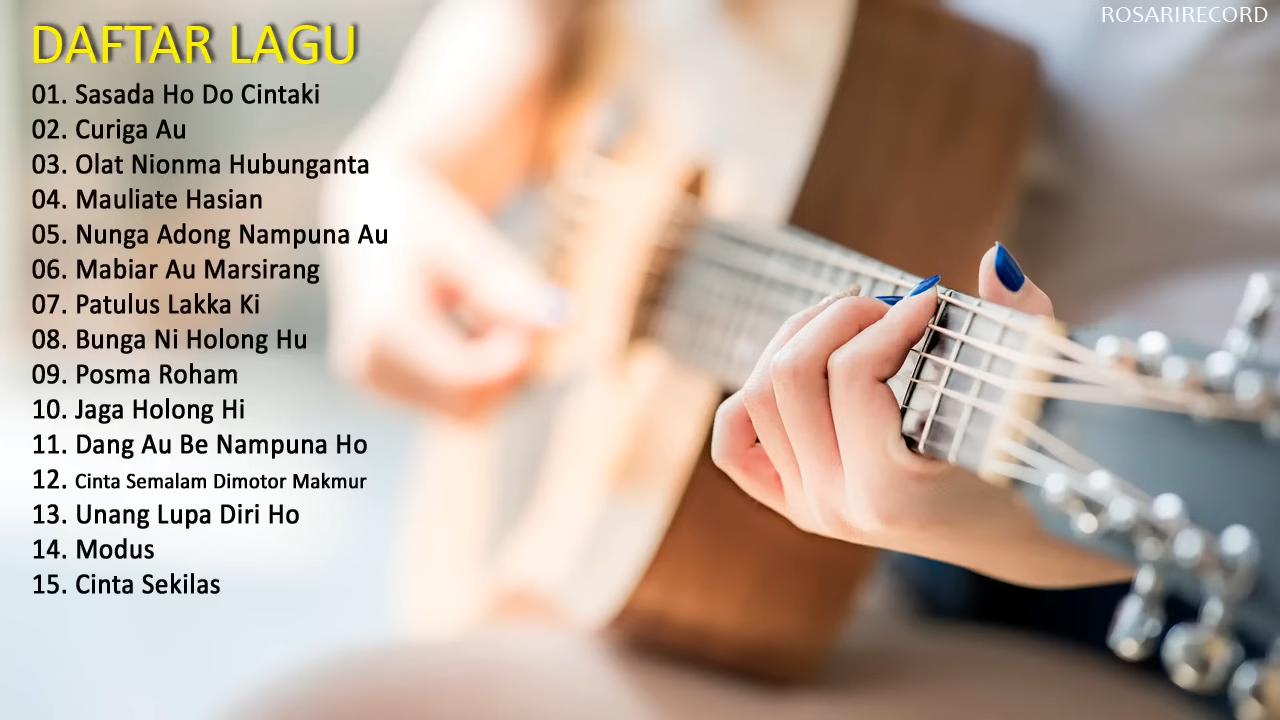 ROSARIRECORD
DAFTAR LAGU
01. Sasada Ho Do Cintaki
02. Curiga Au
03. Olat Nionma Hubunganta
04. Mauliate Hasian
05. Nunga Adong Nampuna Au
06. Mabiar Au Marsirang
07. Patulus Lakka Ki
08. Bunga Ni Holong Hu
09. Posma Roham
10. Jaga Holong Hi
11. Dang Au Be Nampuna Ho
12. Cinta Semalam Dimotor Makmur
13. Unang Lupa Diri Ho
14. Modus
15. Cinta Sekilas